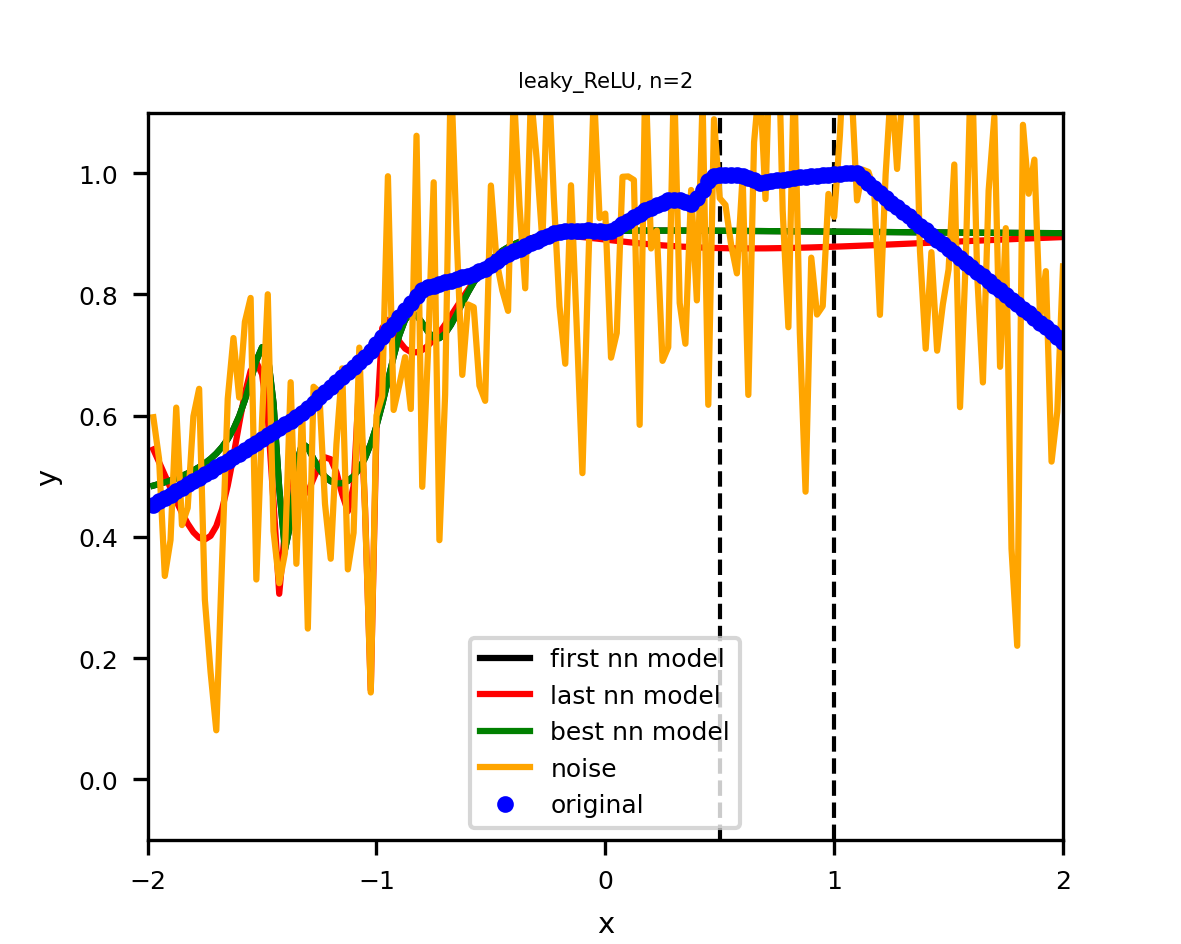 leaky_ReLU, n=2
1.0
0.8
0.6
0.4
0.2
0.0
y
first nn model
last nn model
best nn model
noise
original
−2 −1 0 1 2
x